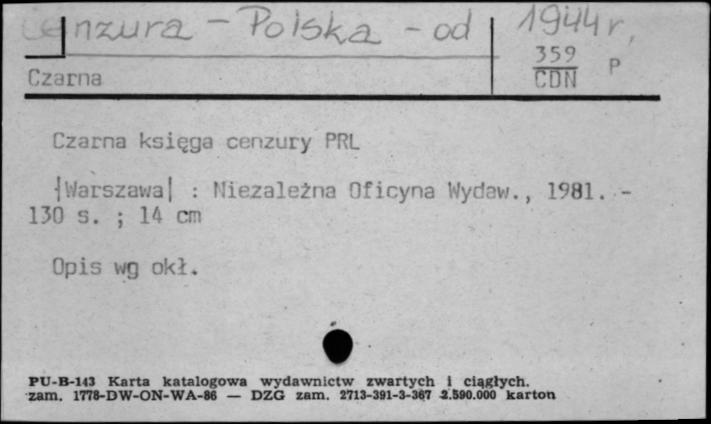 Cenzura - Polska - od 1944 r.
359
CDN P
Czarna
Czarna księga cenzury PRL
|Warszawa| : Niezależna Oficyna Wydaw., 1981. -
130 s. ; 14 cm
Opis wg okł.
PU-B-143 Karta katalogowa wydawnictw zwartych i ciągłych.
zam. 1778-DW-ON-WA-86 — DZG zam. 2713-391-3-367 2.590.000 karton